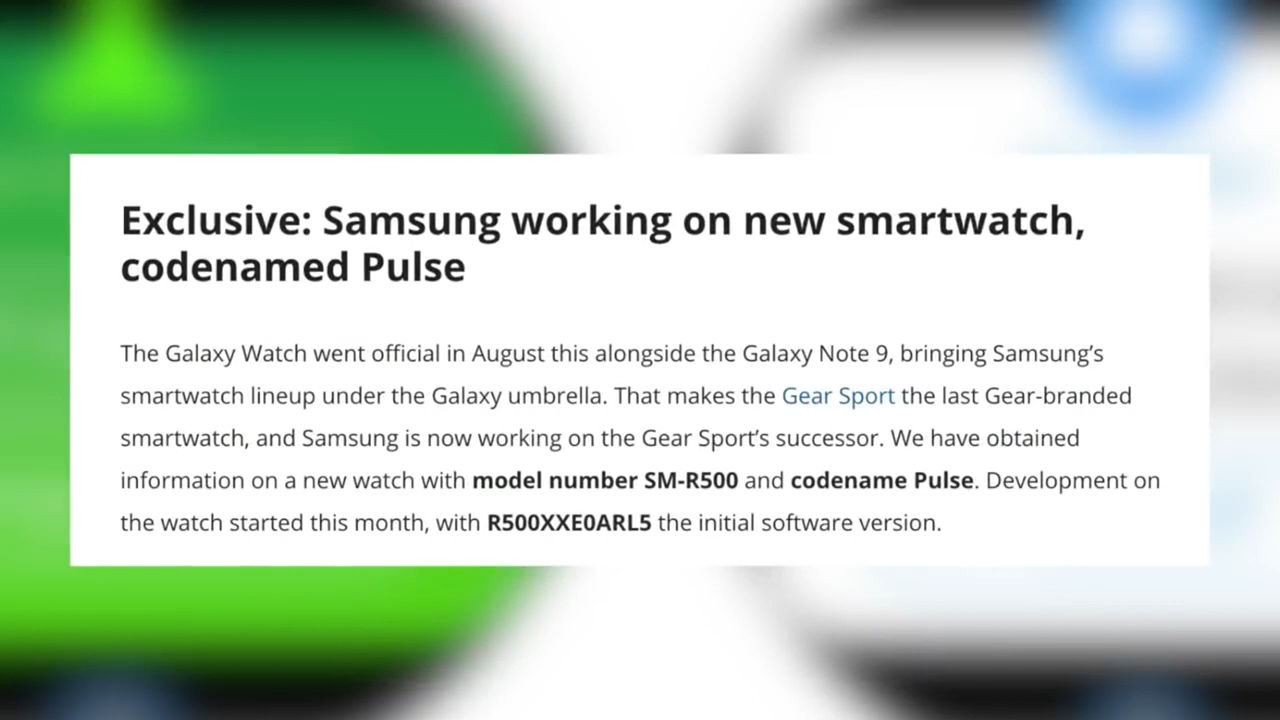 Exclusive: Samsung working on new smartwatch,
codenamed Pulse
The Galaxy Watch went official in August this alongside the Galaxy Note 9, bringing Samsung’s
smartwatch lineup under the Galaxy umbrella. That makes the Gear Sport the last Gear-branded
smartwatch, and Samsung is now working on the Gear Sport’s successor. We have obtained
information on a new watch with model number SM-R500 and codename Pulse. Development on
the watch started this month, with R500XXE0ARL5 the initial software version.